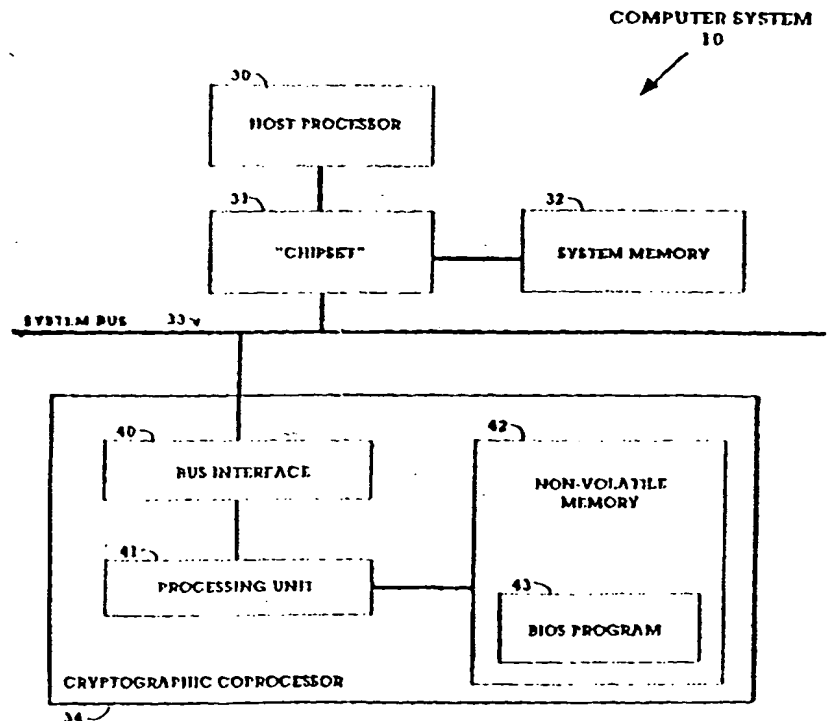 COMPUTER SYSTEM
10
30
HOST PROCESSOR
31
32
"CHIPSET"
SYSTEM MEMORY
SYSTEM BUS 33
40
42
BUS INTERFACE
NON-VOLATILE
MEMORY
41
PROCESSING UNIT
43
BIOS PROGRAM
CRYPTOGRAPHIC COPROCESSOR
34